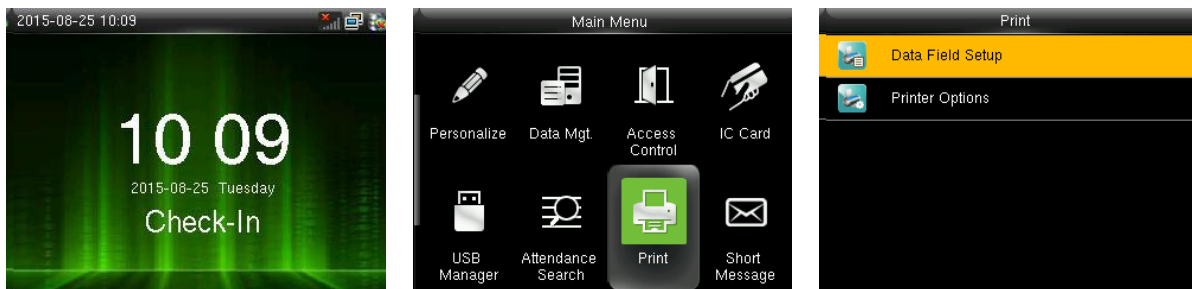 2015-08-25 10:09
10 09
2015-08-25 Tuesday
Check-In
Main Menu
Personalize
Data Mgt.
Access
Control
IC Card
USB
Manager
Attendance
Search
Print
Short
Message
Print
Data Field Setup
Printer Options